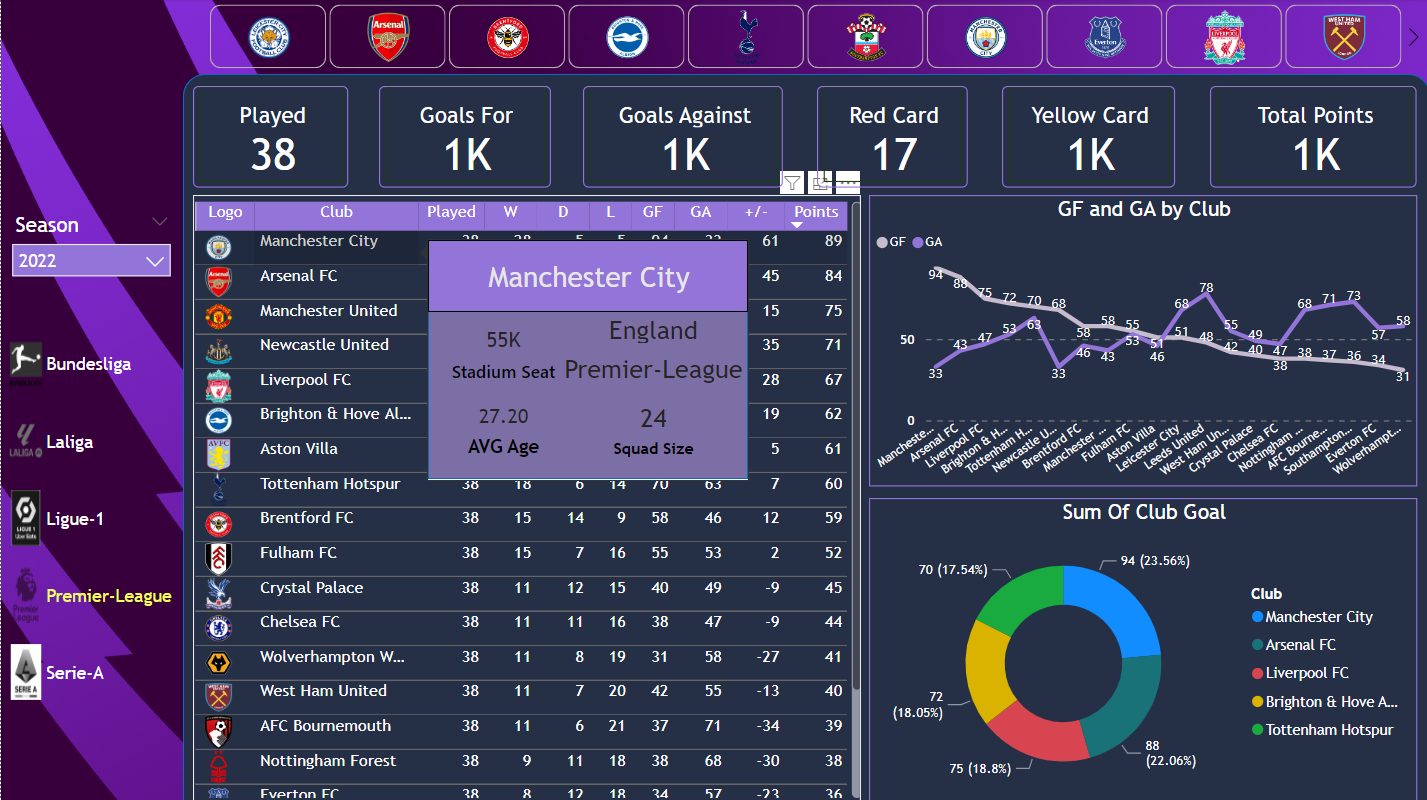 Arsenal
Everton
WEST HAM
UNITED
Played
38
Goals For
1K
Goals Against
1K
Red Card
17
Yellow Card
1K
Total Points
1K
Season
2022
Bundesliga
LALIGA
Laliga
LIGUE 1
Uber Eats
Ligue-1
Premier
League
Premier-League
SERIE A
Serie-A
Logo Club Played W D L GF GA +/- Points
Manchester City 61 89
Arsenal FC 45 84
Manchester United 15 75
Newcastle United 35 71
Liverpool FC 28 67
Brighton & Hove Al... 19 62
AVFC
Aston Villa 5 61
Tottenham Hotspur 38 18 6 14 70 63 7 60
Brentford FC 38 15 14 9 58 46 12 59
Fulham FC 38 15 7 16 55 53 2 52
Crystal Palace 38 11 12 15 40 49 -9 45
Chelsea FC 38 11 11 16 38 47 -9 44
Wolverhampton W... 38 11 8 19 31 58 -27 41
West Ham United 38 11 7 20 42 55 -13 40
AFC Bournemouth 38 11 6 21 37 71 -34 39
Nottingham Forest 38 9 11 18 38 68 -30 38
Everton FC 38 8 12 18 34 57 -23 36
Manchester City
55K
Stadium Seat
England
Premier-League
27.20
AVG Age
24
Squad Size
GF and GA by Club
GF GA
50
0
94 88 75 72 70 68 58 58 55 51 51 48 42 40 38 38 37 36 34 31
33 43 47 53 63 33 46 43 53 46 68 78 55 49 47 68 71 73 57 58
Mancheste...
Arsenal FC
Liverpool FC
Brighton & H...
Tottenham H...
Newcastle U...
Brentford FC
Manchester ...
Fulham FC
Aston Villa
Leicester City
Leeds United
West Ham Un...
Crystal Palace
Chelsea FC
Nottingham ...
AFC Bourne...
Southampton...
Everton FC
Wolverhampt...
Sum Of Club Goal
94 (23.56%)
88
(22.06%)
75 (18.8%)
72
(18.05%)
70 (17.54%)
Club
Manchester City
Arsenal FC
Liverpool FC
Brighton & Hove A...
Tottenham Hotspur